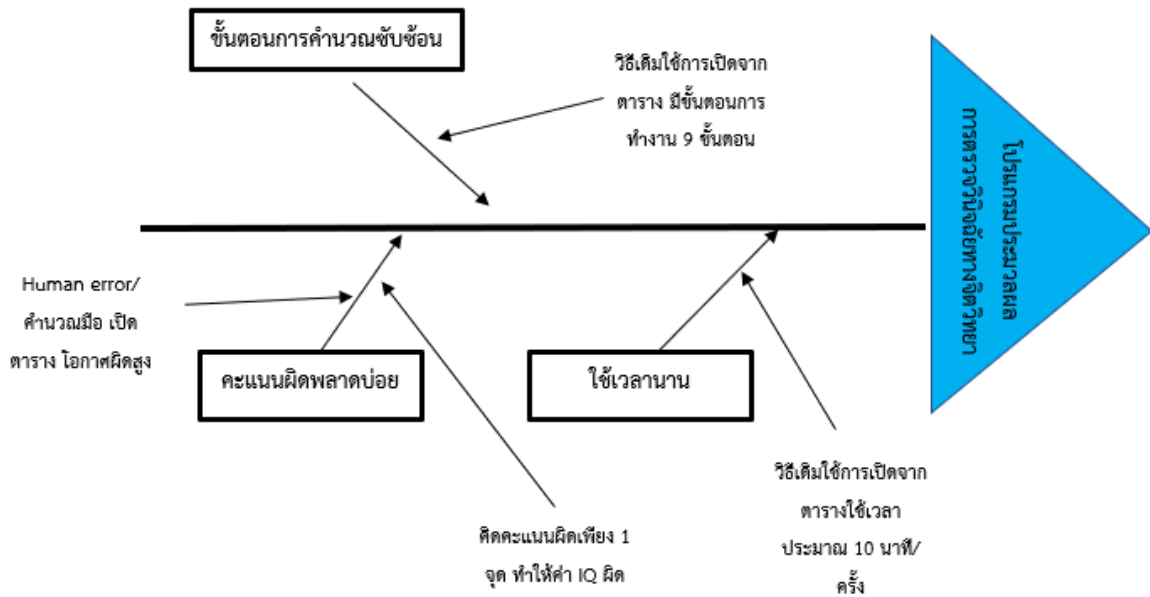 ขั้นตอนการคำนวณซับซ้อน
วิธีเดิมใช้การเปิดจาก
ตาราง มีขั้นตอนการ
ทำงาน 9 ขั้นตอน
โปรแกรมประมวลผล
การตรวจวินิจฉัยทางจิตวิทยา
Human error/
คำนวณมือ เปิด
ตาราง โอกาสผิดสูง
คะแนนผิดพลาดบ่อย
ใช้เวลานาน
คิดคะแนนผิดเพียง 1
จุด ทำให้ค่า IQ ผิด
วิธีเดิมใช้การเปิดจาก
ตารางใช้เวลา
ประมาณ 10 นาที/
ครั้ง